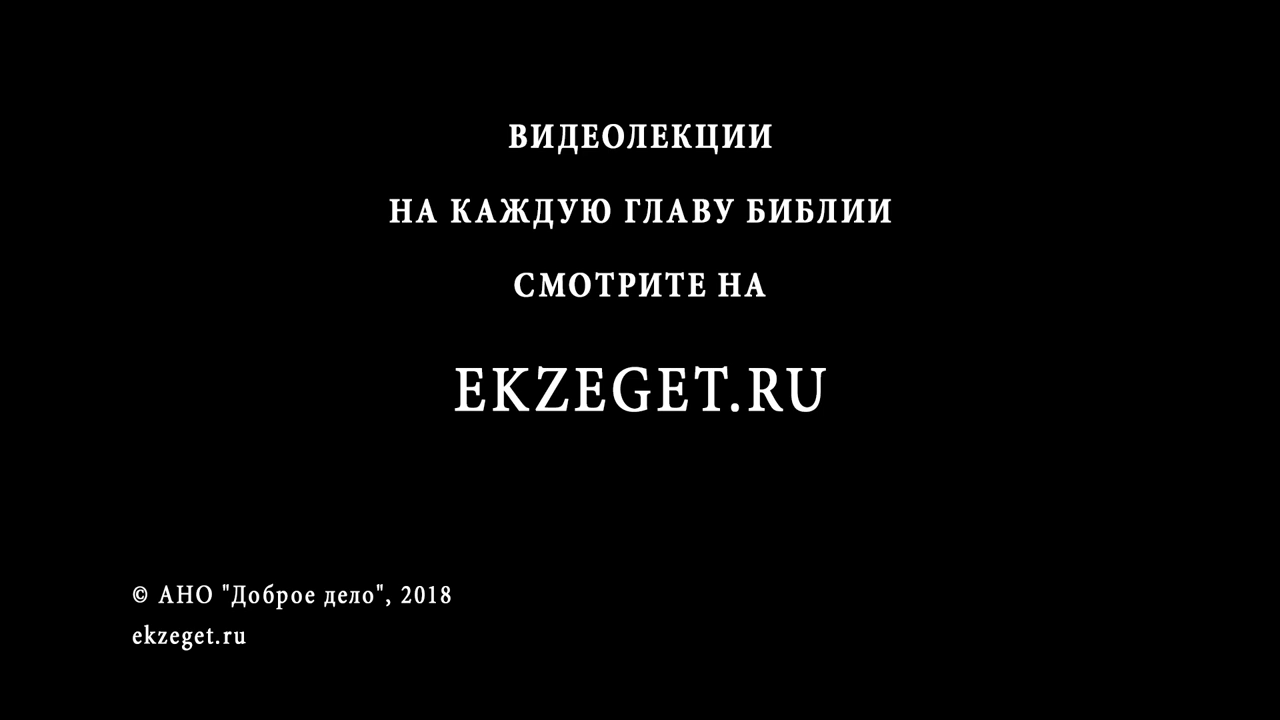 ВИДЕОЛЕКЦИИ
НА КАЖДУЮ ГЛАВУ БИБЛИИ
СМОТРИТЕ НА
EKZEGET.RU
© АНО "Доброе дело", 2018
ekzeget.ru